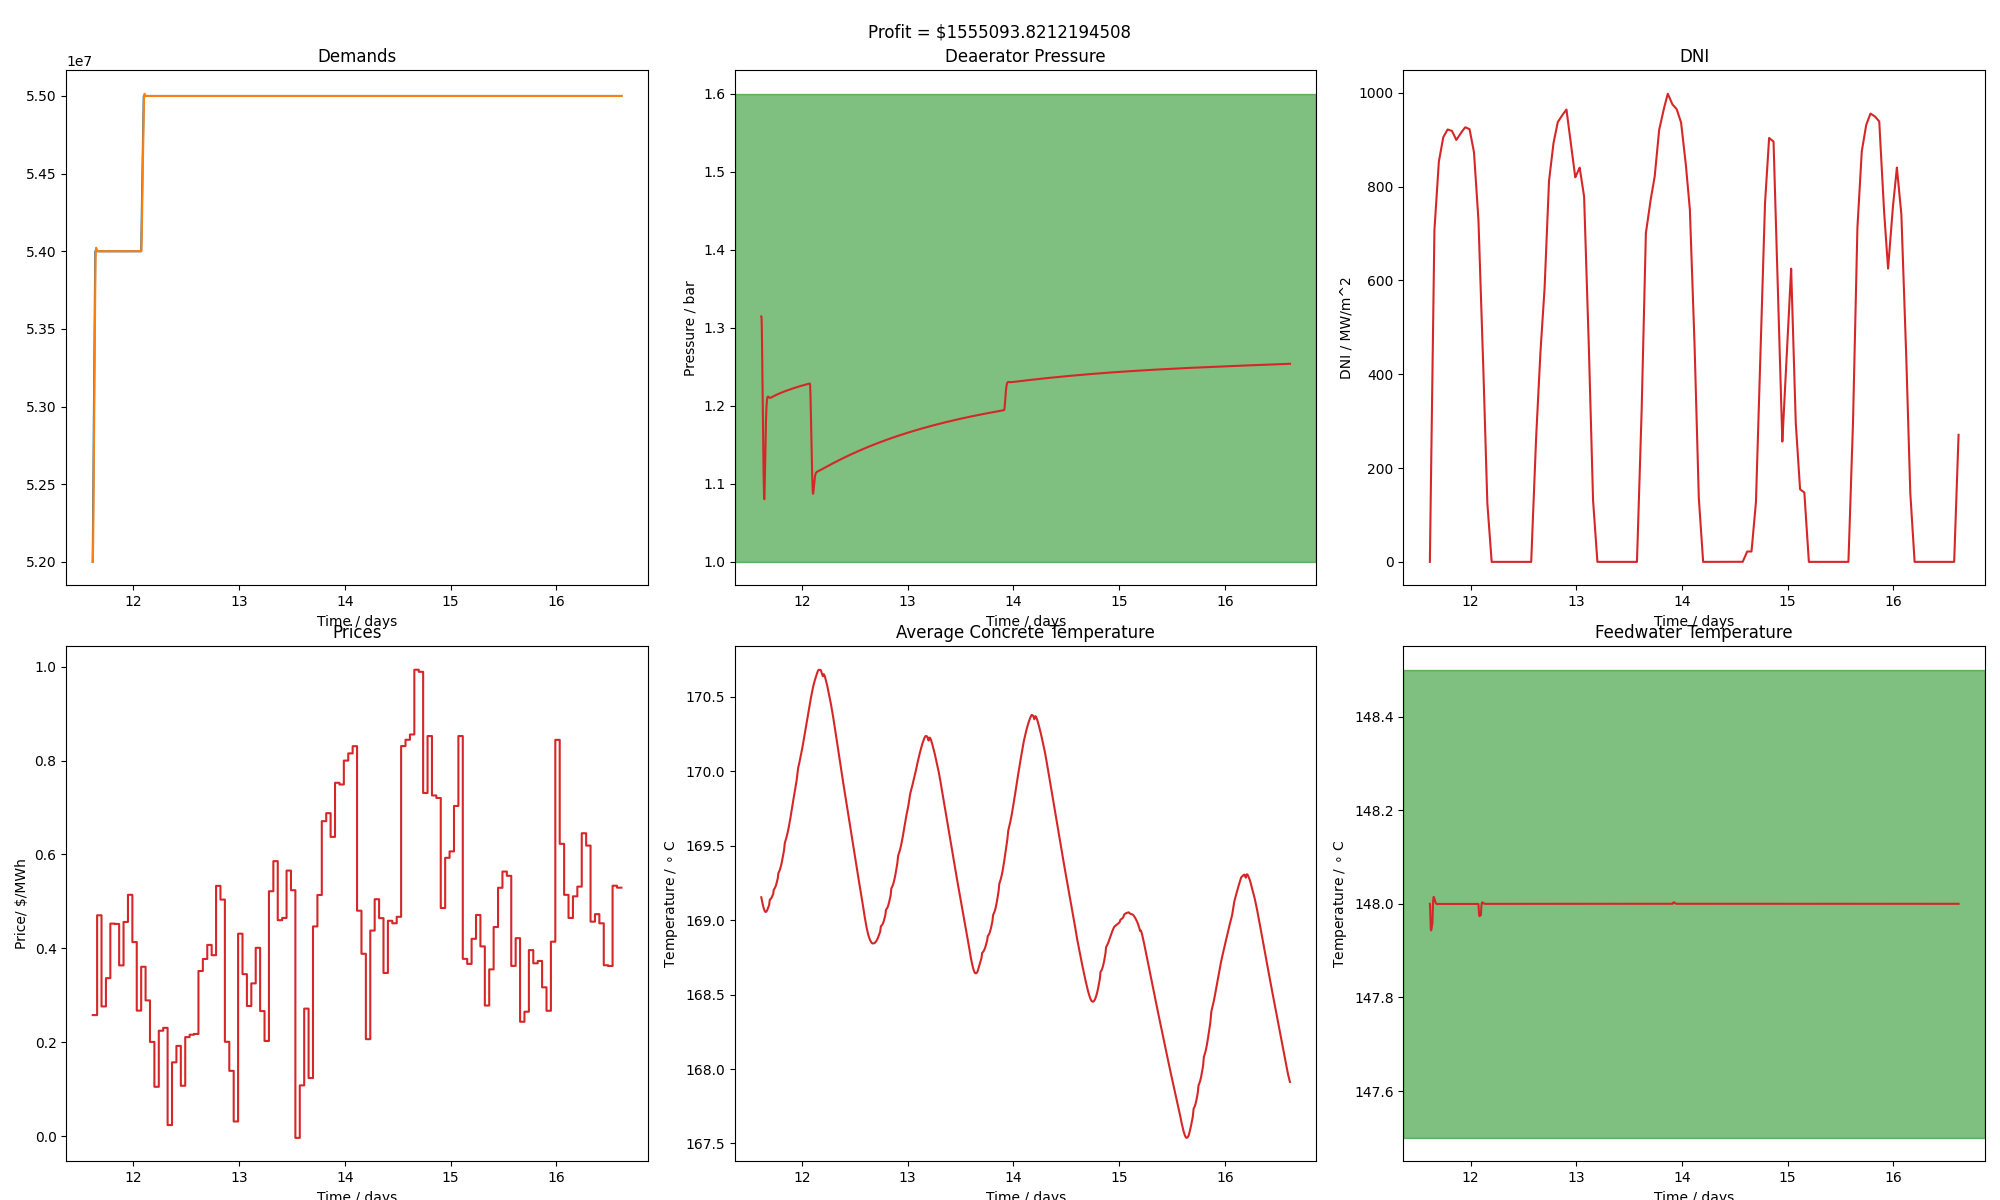 Profit = $1555093.8212194508
Demands
1e7
5.50
5.45
5.40
5.35
5.30
5.25
5.20
12 13 14 15 16
Time / days
Deaerator Pressure
Pressure / bar
1.6
1.5
1.4
1.3
1.2
1.1
1.0
12 13 14 15 16
Time / days
DNI
DNI / MW/m^2
1000
800
600
400
200
0
12 13 14 15 16
Time / days
Prices
Price/ $/MWh
1.0
0.8
0.6
0.4
0.2
0.0
12 13 14 15 16
Time / days
Average Concrete Temperature
Temperature / ∘ C
170.5
170.0
169.5
169.0
168.5
168.0
167.5
12 13 14 15 16
Time / days
Feedwater Temperature
Temperature / ∘ C
148.4
148.2
148.0
147.8
147.6
12 13 14 15 16
Time / days